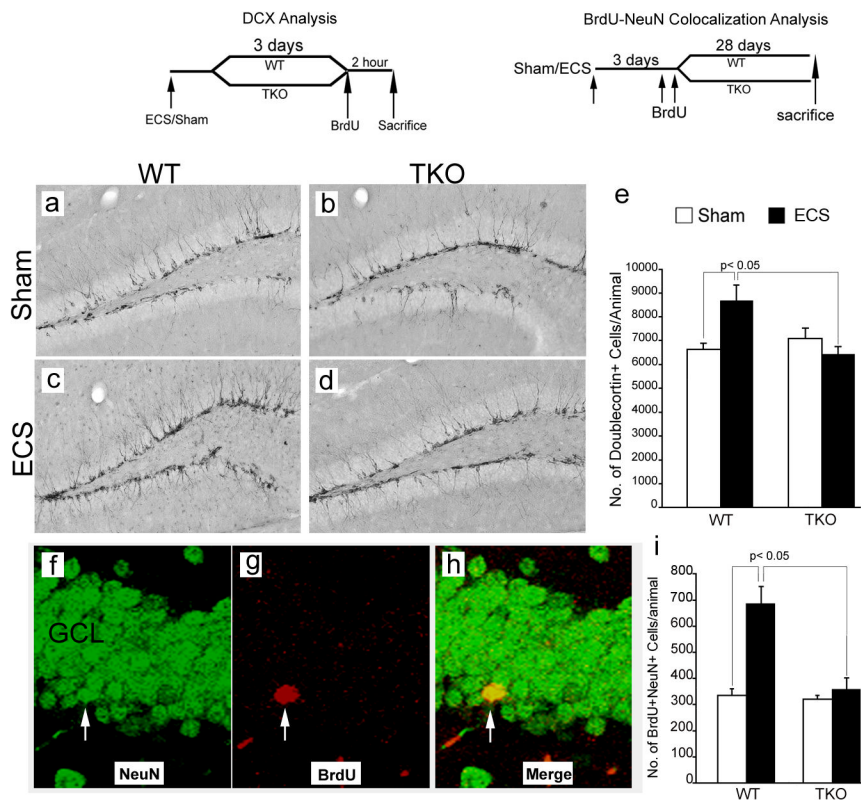 DCX Analysis
3 days
WT
TKO
2 hour
ECS/Sham
BrdU
Sacrifice
BrdU-NeuN Colocalization Analysis
28 days
Sham/ECS
3 days
WT
TKO
BrdU
sacrifice
WT
TKO
Sham
ECS
a
b
c
d
e
Sham
ECS
p< 0.05
No. of Doublecortin+ Cells/Animal
10000
9000
8000
7000
6000
5000
4000
3000
2000
1000
0
WT
TKO
f
GCL
NeuN
g
BrdU
h
Merge
i
p< 0.05
No. of BrdU+NeuN+ Cells/animal
800
700
600
500
400
300
200
100
0
WT
TKO